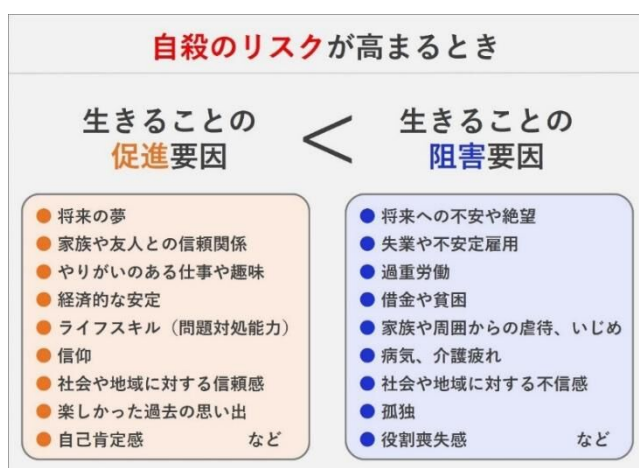 自殺のリスクが高まるとき
生きることの
促進要因
<
生きることの
阻害要因
将来の夢
家族や友人との信頼関係
やりがいのある仕事や趣味
経済的な安定
ライフスキル（問題対処能力）
信仰
社会や地域に対する信頼感
楽しかった過去の思い出
自己肯定感 など
将来への不安や絶望
失業や不安定雇用
過重労働
借金や貧困
家族や周囲からの虐待、いじめ
病気、介護疲れ
社会や地域に対する不信感
孤独
役割喪失感 など